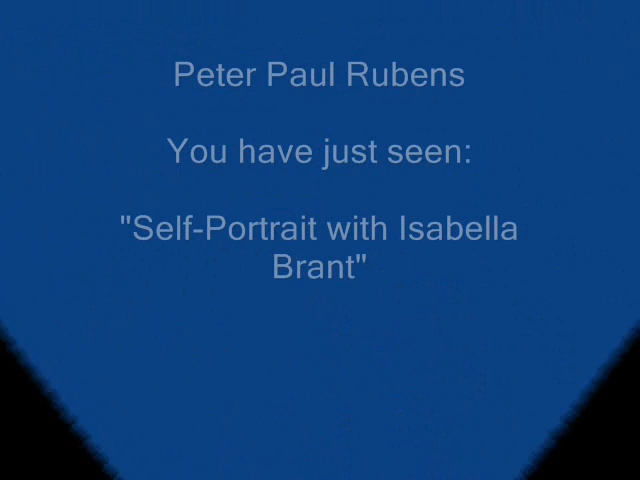 Peter Paul Rubens
You have just seen:
"Self-Portrait with Isabella
Brant"